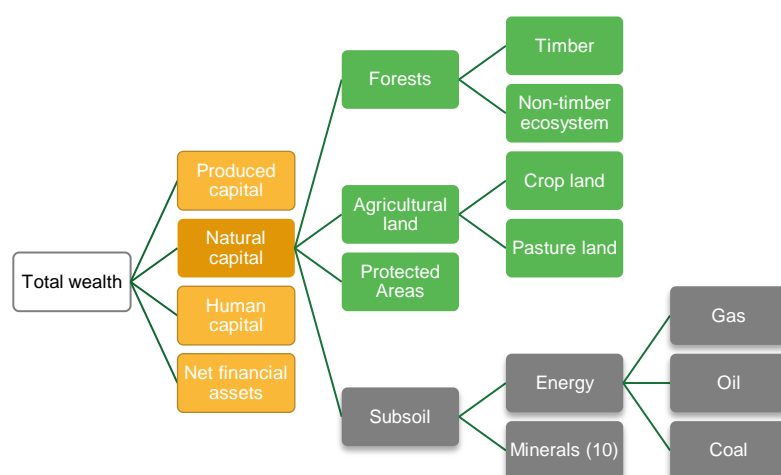 Total wealth
Produced
capital
Natural
capital
Human
capital
Net financial
assets
Forests
Agricultural
land
Protected
Areas
Subsoil
Timber
Non-timber
ecosystem
Crop land
Pasture land
Energy
Minerals (10)
Gas
Oil
Coal